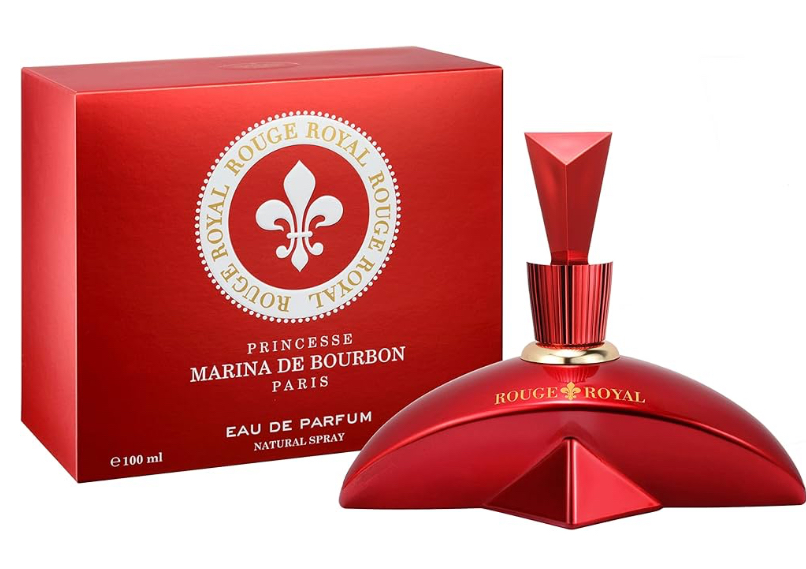 ROUGE ROYAL ROUGE ROYAL ROUGE ROYAL
PRINCESSE
MARINA DE BOURBON
PARIS
EAU DE PARFUM
NATURAL SPRAY
℮100 ml
ROUGE ROYAL